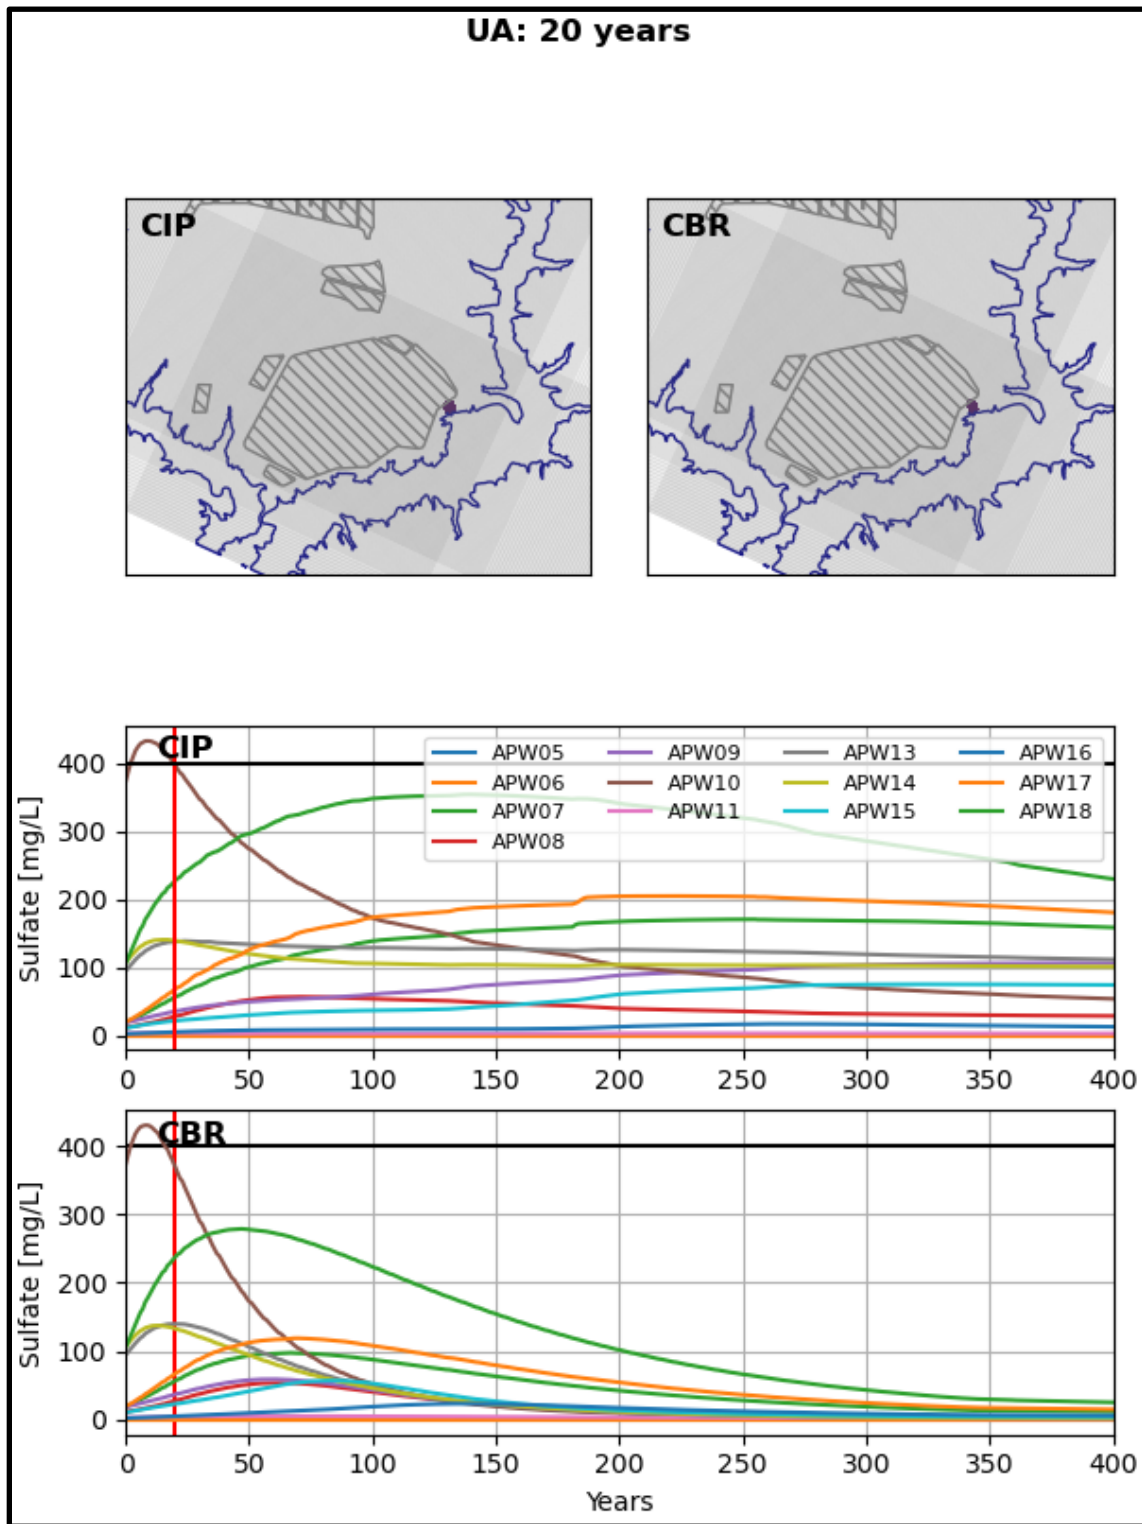 UA: 20 years
CIP
CBR
CIP
APW05 APW09 APW13 APW16
APW06 APW10 APW14 APW17
APW07 APW11 APW15 APW18
APW08
Sulfate [mg/L]
400
300
200
100
0
0 50 100 150 200 250 300 350 400
CBR
Sulfate [mg/L]
400
300
200
100
0
0 50 100 150 200 250 300 350 400
Years